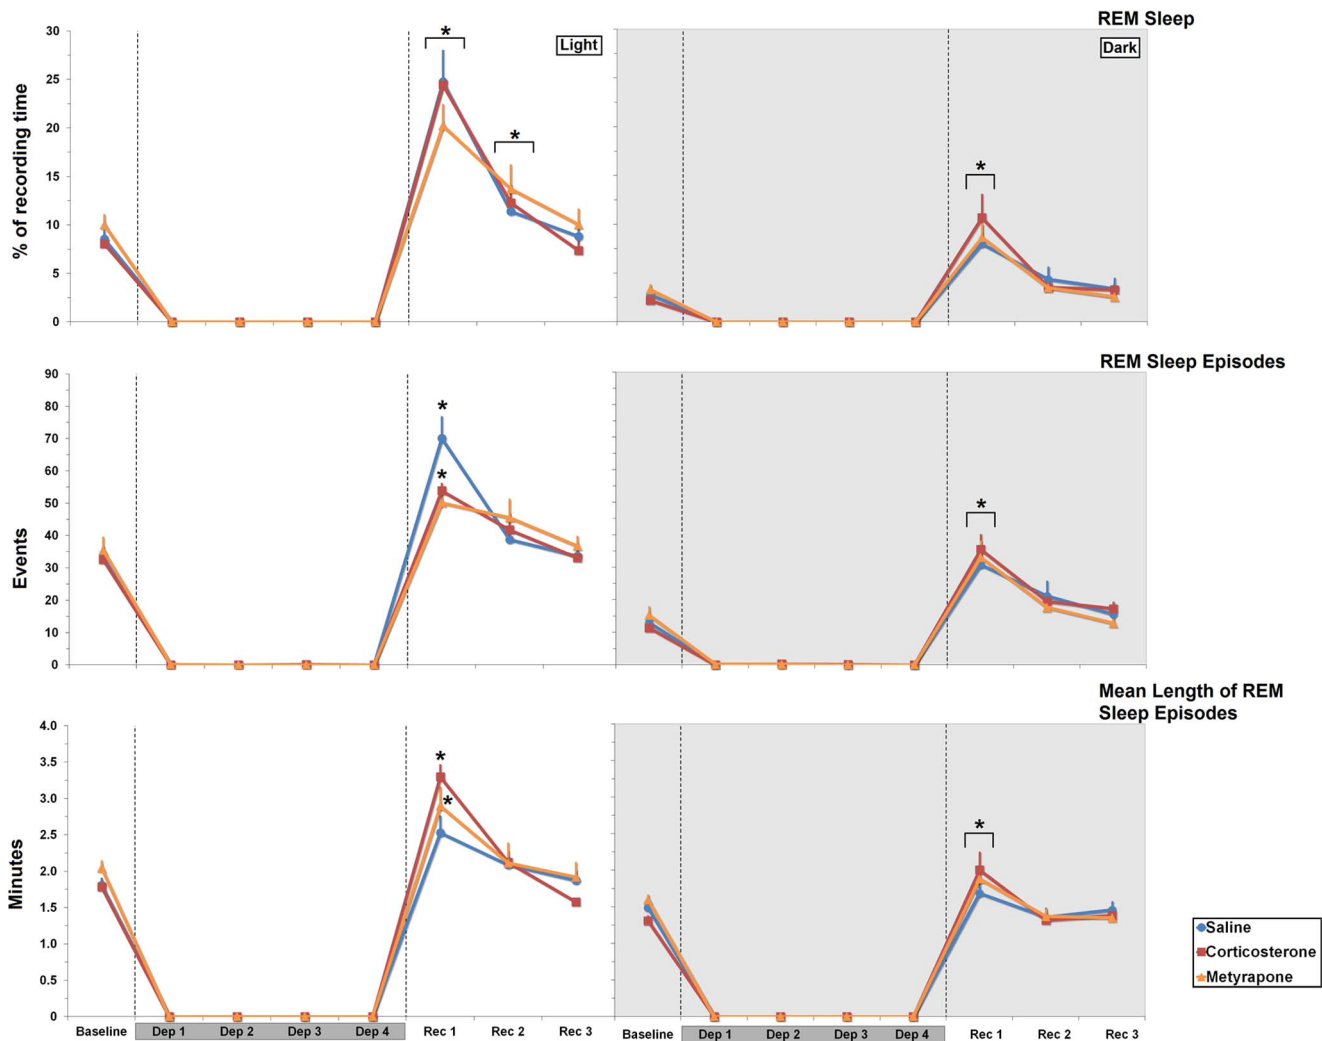 REM Sleep
% of recording time
30
25
20
15
10
5
0
*
*
Light
Dark
*
REM Sleep Episodes
Events
90
80
70
60
50
40
30
20
10
0
*
*
*
Mean Length of REM
Sleep Episodes
Minutes
4.0
3.5
3.0
2.5
2.0
1.5
1.0
0.5
0
*
*
*
Saline
Corticosterone
Metyrapone
Baseline Dep 1 Dep 2 Dep 3 Dep 4 Rec 1 Rec 2 Rec 3 Baseline Dep 1 Dep 2 Dep 3 Dep 4 Rec 1 Rec 2 Rec 3